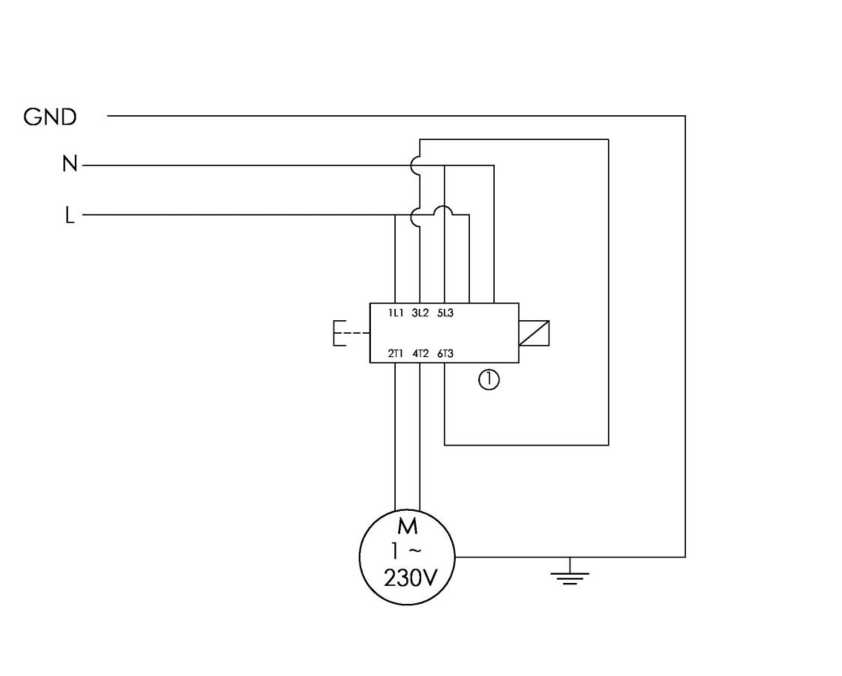 GND
N
L
1L1 3L2 5L3
2T1 4T2 6T3
1
M
1 ~
230V